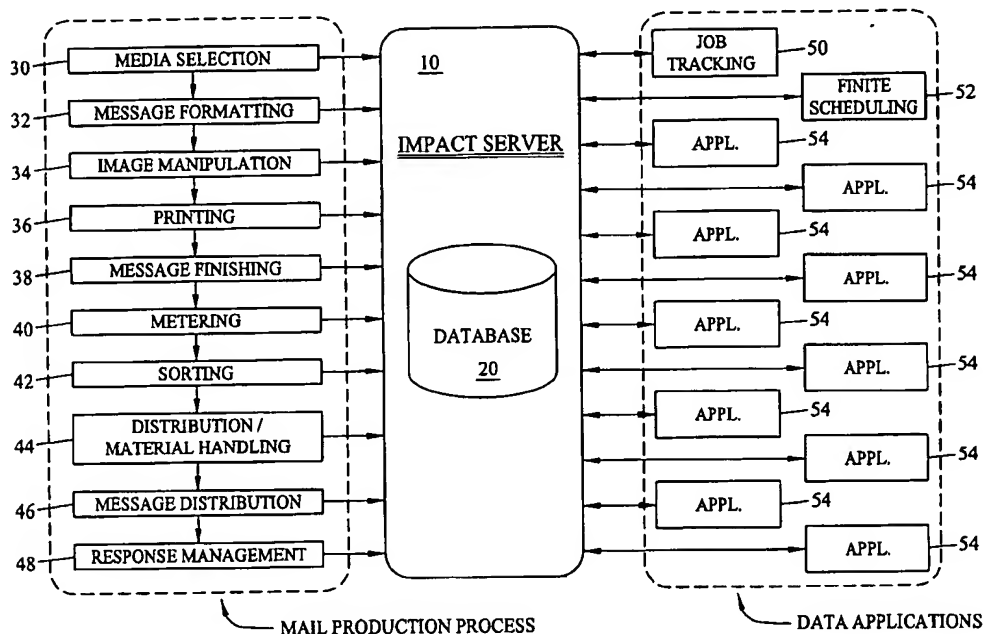 30
MEDIA SELECTION
32
MESSAGE FORMATTING
34
IMAGE MANIPULATION
36
PRINTING
38
MESSAGE FINISHING
40
METERING
42
SORTING
44
DISTRIBUTION /
MATERIAL HANDLING
46
MESSAGE DISTRIBUTION
48
RESPONSE MANAGEMENT
MAIL PRODUCTION PROCESS
10
IMPACT SERVER
DATABASE
20
JOB
TRACKING
50
FINITE
SCHEDULING
52
APPL.
54
APPL.
54
APPL.
54
APPL.
54
APPL.
54
APPL.
54
APPL.
54
APPL.
54
APPL.
54
APPL.
54
DATA APPLICATIONS